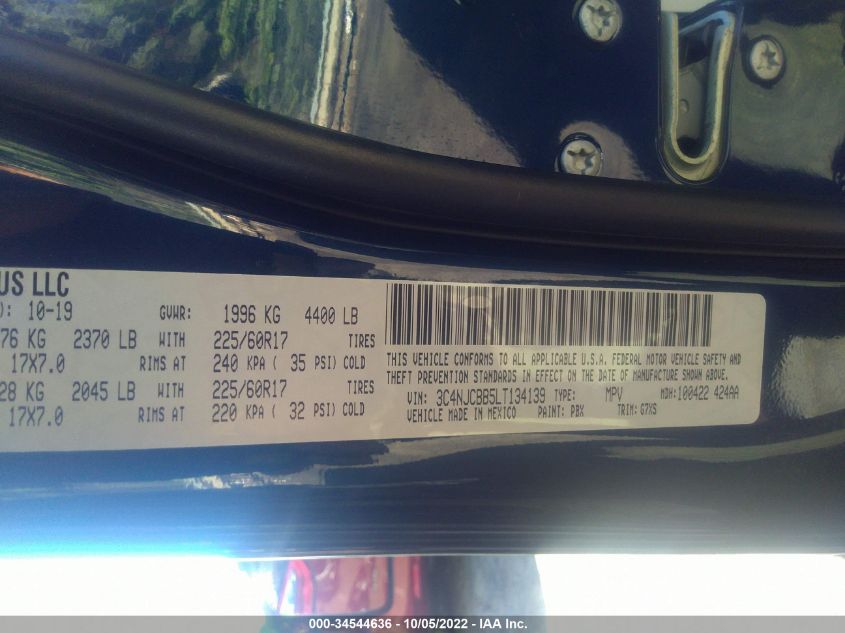 US LLC
): 10-19 GVWR: 1996 KG 4400 LB
76 KG 2370 LB WITH 225/60R17 TIRES
17X7.0 RIMS AT 240 KPA ( 35 PSI) COLD
28 KG 2045 LB WITH 225/60R17 TIRES
17X7.0 RIMS AT 220 KPA ( 32 PSI) COLD
THIS VEHICLE CONFORMS TO ALL APPLICABLE U.S.A. FEDERAL MOTOR VEHICLE SAFETY AND
THEFT PREVENTION STANDARDS IN EFFECT ON THE DATE OF MANUFACTURE SHOWN ABOVE.
VIN: 3C4NJCBB5LT134139 TYPE: MPV MDH:100422 424AA
VEHICLE MADE IN MEXICO PAINT: PBX TRIM: G7XS
000-34544636 - 10/05/2022 - IAA Inc.